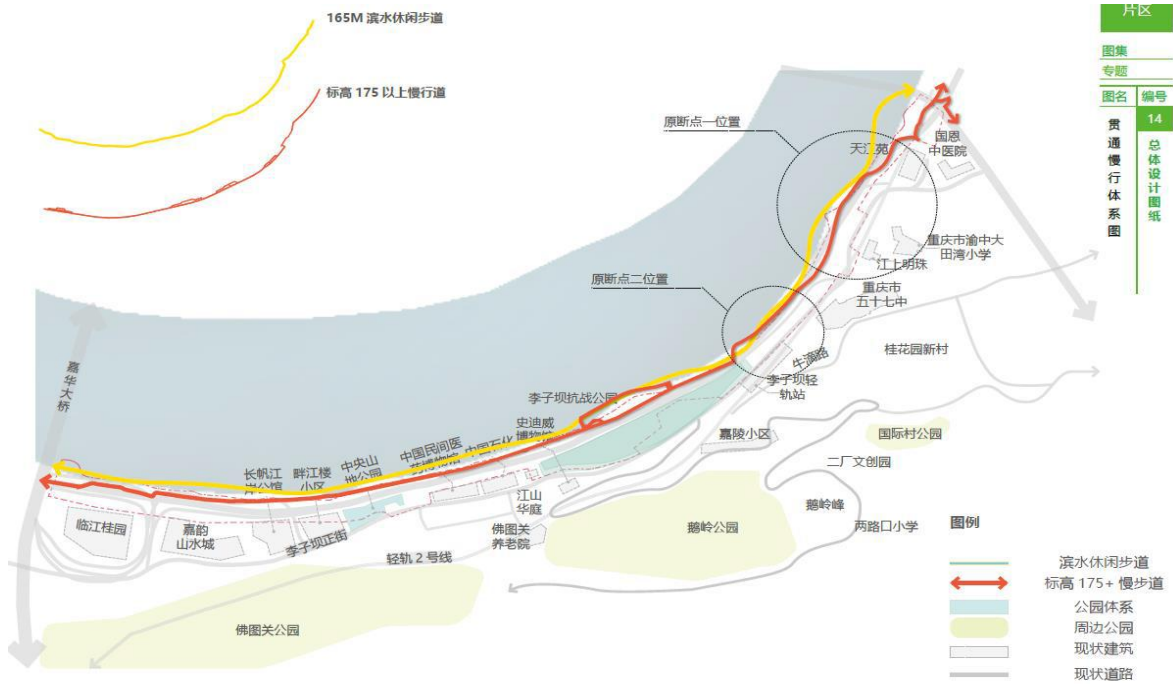 165M 滨水休闲步道
标高 175 以上慢行道
片区
图集
专题
图名
编号
14
贯通慢行体系图
总体设计图纸
原断点一位置
天江苑
国恩
中医院
重庆市渝中大
田湾小学
江上明珠
原断点二位置
重庆市
五十七中
桂花园新村
牛滴路
李子坝轻
轨站
嘉华大桥
李子坝抗战公园
史迪威
博物馆
中国石化
中国民间医
药博物馆
中央山
地公园
畔江楼
小区
长帆江
岸公馆
嘉陵小区
国际村公园
二厂文创园
鹅岭峰
两路口小学
鹅岭公园
江山
华庭
佛图关
养老院
临江桂园
嘉韵
山水城
李子坝正街
轻轨 2 号线
佛图关公园
图例
滨水休闲步道
标高 175+ 慢步道
公园体系
周边公园
现状建筑
现状道路